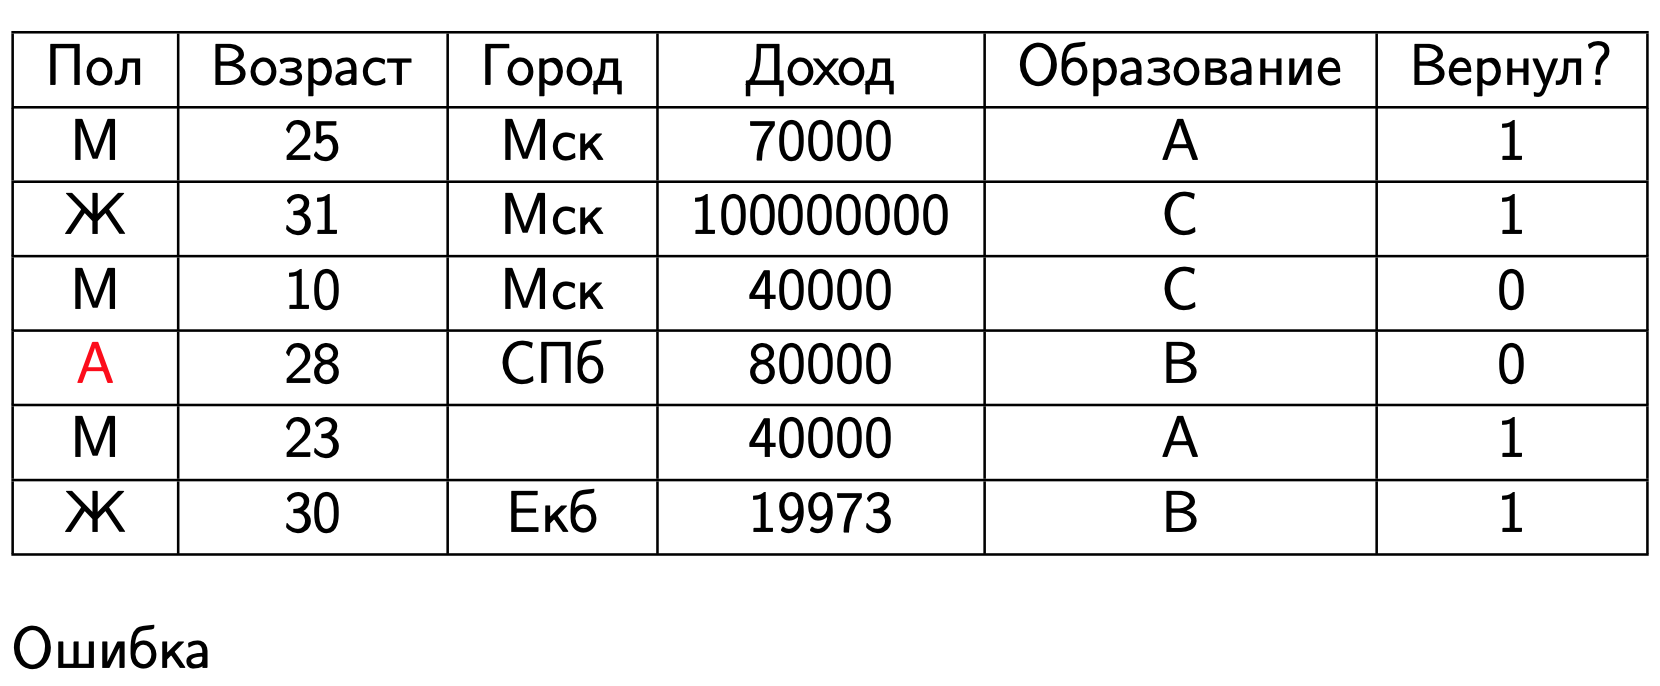 Пол Возраст Город Доход Образование Вернул?
М 25 Мск 70000 A 1
Ж 31 Мск 100000000 C 1
М 10 Мск 40000 C 0
А 28 СПб 80000 B 0
М 23 40000 A 1
Ж 30 Екб 19973 B 1
Ошибка